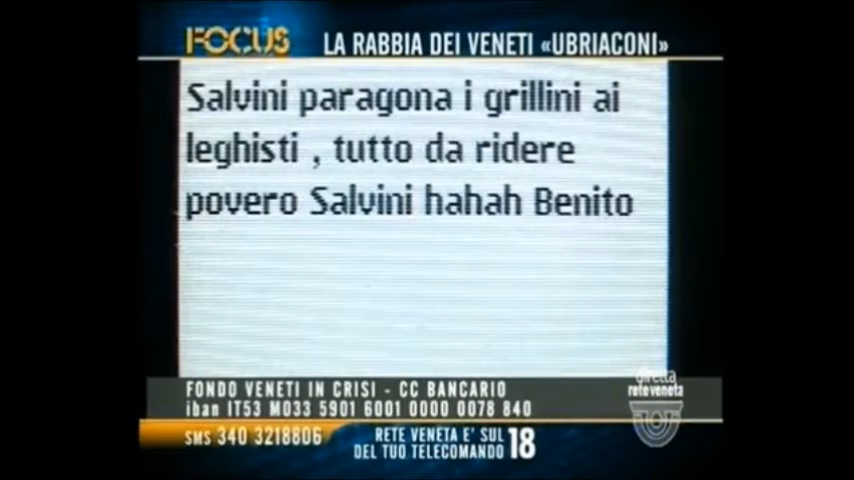 FOCUS LA RABBIA DEI VENETI «UBRIACONI»
Salvini paragona i grillini ai
leghisti , tutto da ridere
povero Salvini hahah Benito
FONDO VENETI IN CRISI - CC BANCARIO
iban IT53 M033 5901 6001 0000 0078 840
diretta
reteveneta
SMS 340 3218806
RETE VENETA E' SUL
DEL TUO TELECOMANDO 18